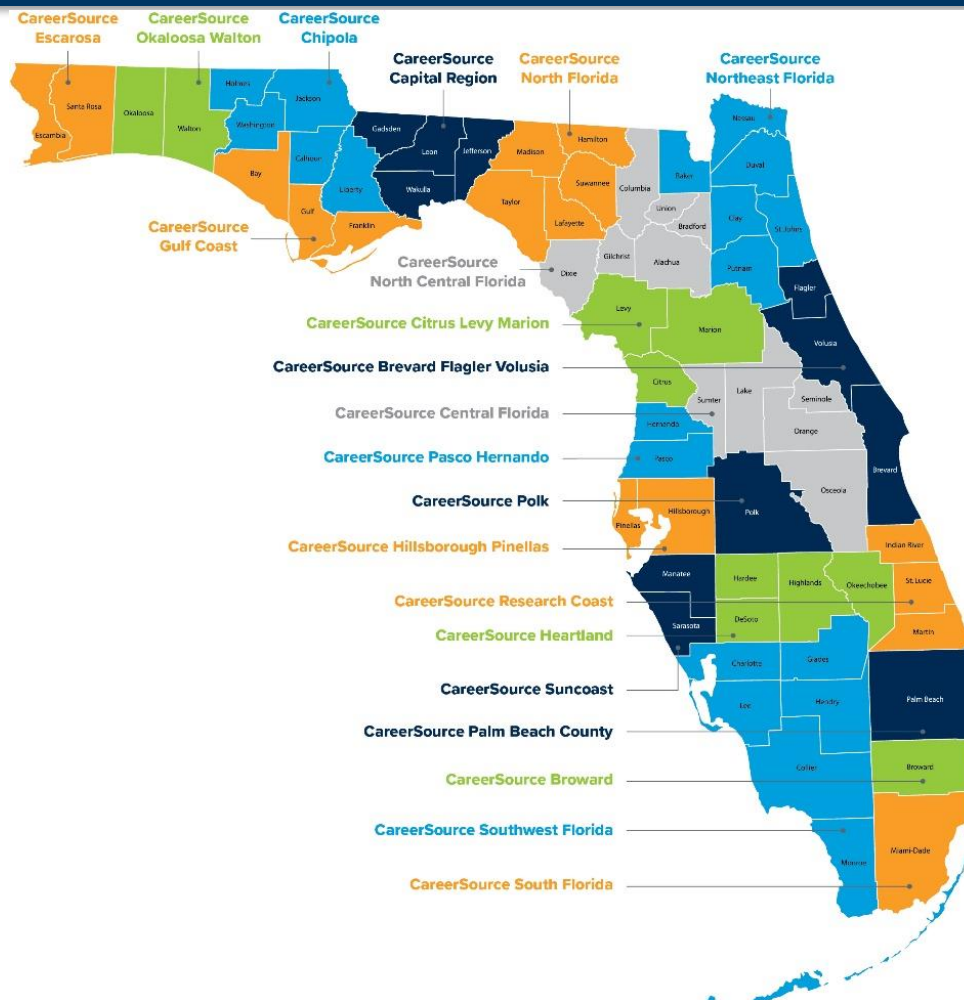 CareerSource
Escarosa
CareerSource
Okaloosa Walton
CareerSource
Chipola
CareerSource
Capital Region
CareerSource
North Florida
CareerSource
Northeast Florida
Escambia
Santa Rosa
Okaloosa
Walton
Holmes
Jackson
Washington
Calhoun
Liberty
Bay
Gulf
Franklin
Gadsden
Leon
Jefferson
Wakulla
Madison
Hamilton
Taylor
Suwannee
Lafayette
Columbia
Baker
Union
Bradford
Nassau
Duval
Clay
St. Johns
Putnam
CareerSource
Gulf Coast
CareerSource
North Central Florida
Dixie
Gilchrist
Alachua
Flagler
Levy
Marion
Volusia
CareerSource Citrus Levy Marion
CareerSource Brevard Flagler Volusia
Citrus
Sumter
Lake
Seminole
Orange
CareerSource Central Florida
Hernando
CareerSource Pasco Hernando
Pasco
Brevard
Osceola
CareerSource Polk
Polk
Hillsborough
Pinellas
CareerSource Hillsborough Pinellas
Indian River
Manatee
Hardee
Highlands
Okeechobee
St. Lucie
CareerSource Research Coast
DeSoto
Sarasota
Martin
CareerSource Heartland
Charlotte
Glades
CareerSource Suncoast
Lee
Hendry
Palm Beach
CareerSource Palm Beach County
Collier
Broward
CareerSource Broward
CareerSource Southwest Florida
Monroe
Miami-Dade
CareerSource South Florida